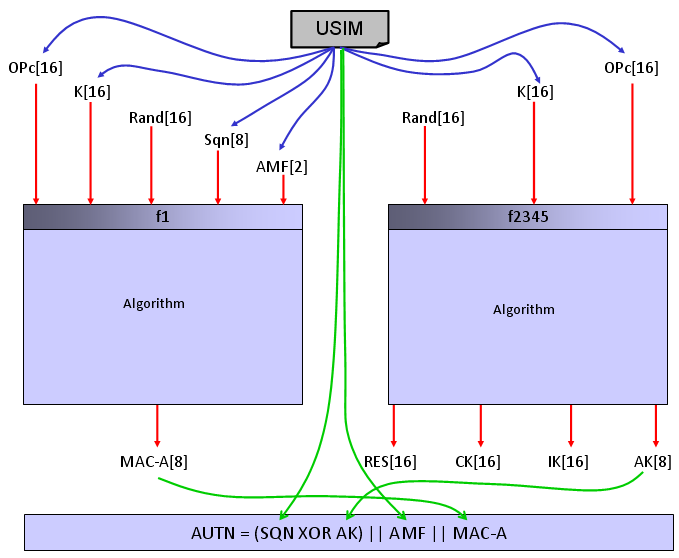 USIM
OPc[16]
K[16]
Rand[16]
Sqn[8]
AMF[2]
Rand[16]
K[16]
OPc[16]
f1
Algorithm
f2345
Algorithm
MAC-A[8]
RES[16]
CK[16]
IK[16]
AK[8]
AUTN = (SQN XOR AK) || AMF || MAC-A